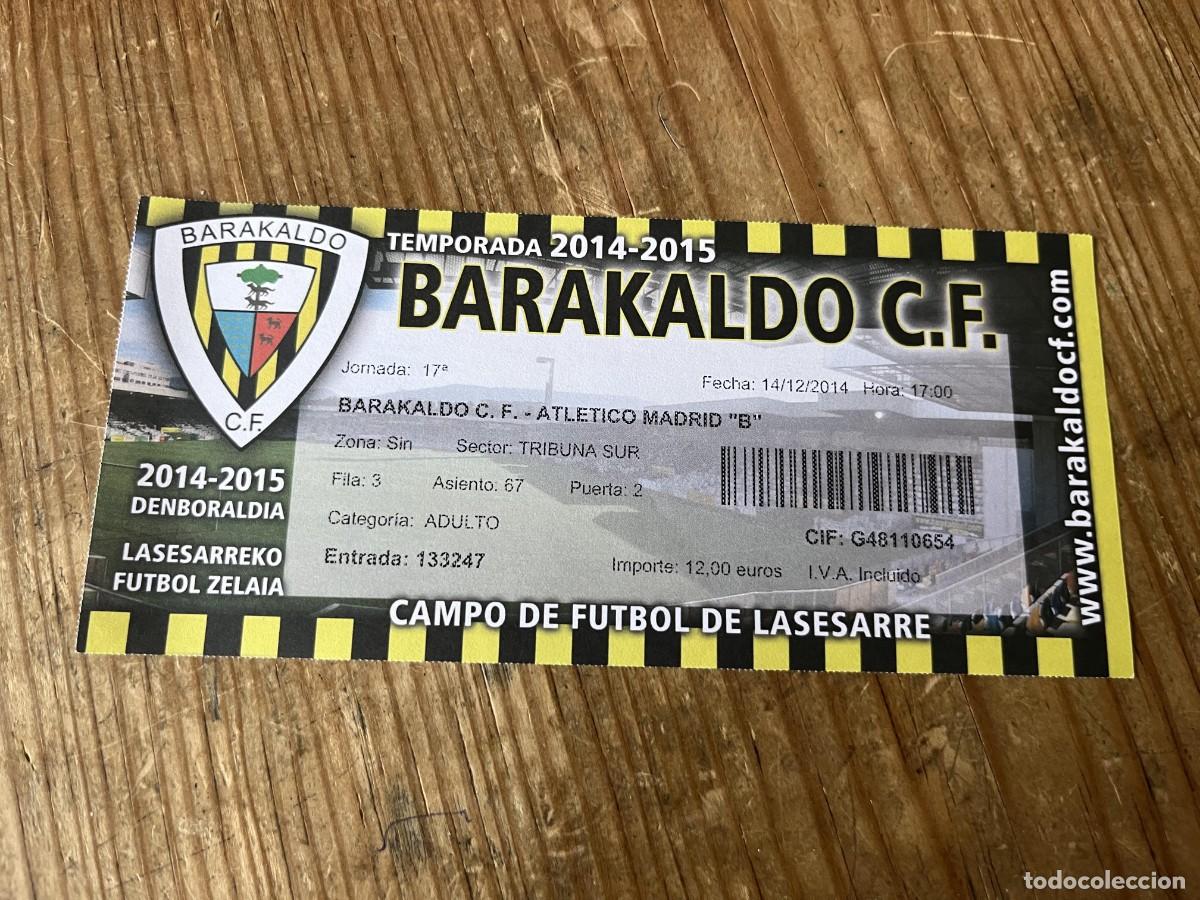 BARAKALDO
C.F.
TEMPORADA 2014-2015
BARAKALDO C.F.
Jornada: 17ª
Fecha: 14/12/2014 Hora: 17:00
BARAKALDO C. F. - ATLETICO MADRID "B"
Zona: Sin Sector: TRIBUNA SUR
Fila: 3 Asiento: 67 Puerta: 2
Categoría: ADULTO
CIF: G48110654
Entrada: 133247 Importe: 12,00 euros I.V.A. Incluido
2014-2015
DENBORALDIA
LASESARREKO
FUTBOL ZELAIA
CAMPO DE FUTBOL DE LASESARRE
www.barakaldocf.com
todocoleccion